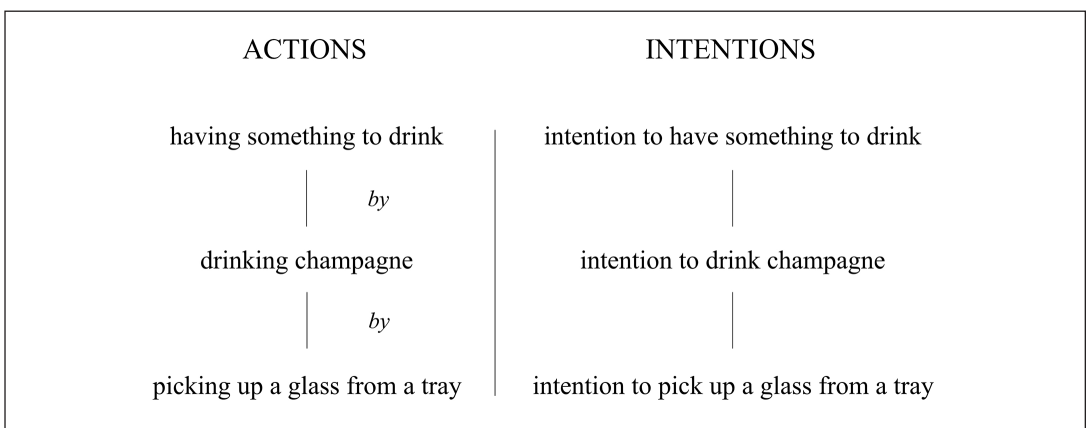 ACTIONS INTENTIONS
having something to drink intention to have something to drink
by
drinking champagne intention to drink champagne
by
picking up a glass from a tray intention to pick up a glass from a tray